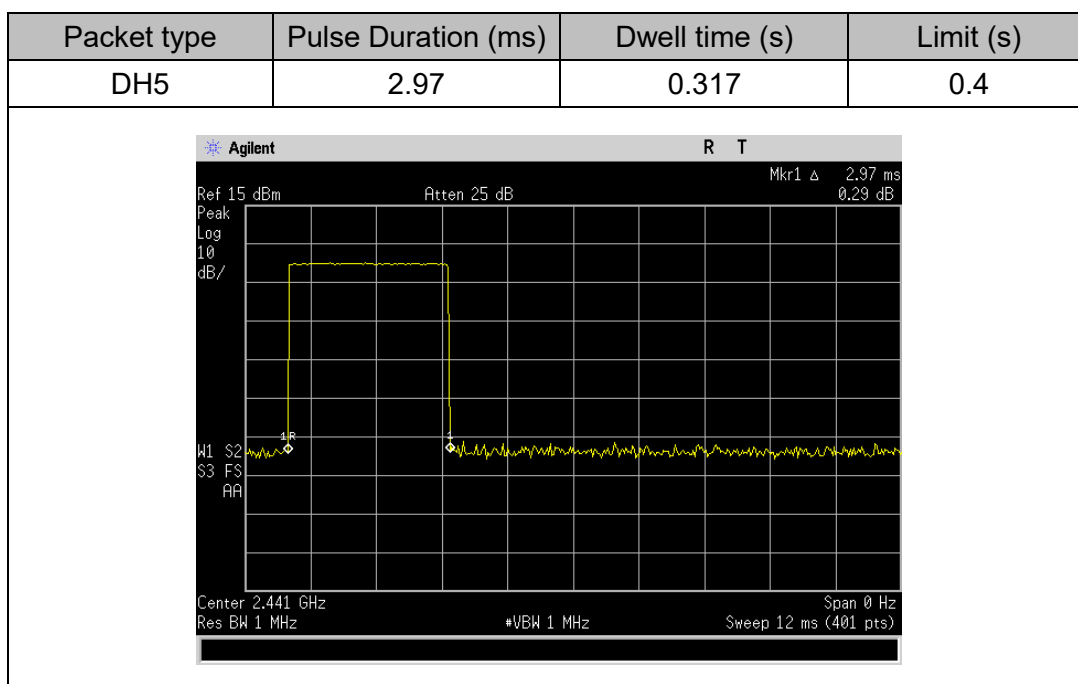 Packet type Pulse Duration (ms) Dwell time (s) Limit (s)
DH5 2.97 0.317 0.4
Agilent R T
Mkr1 Δ 2.97 ms
Ref 15 dBm Atten 25 dB 0.29 dB
Peak
Log
10
dB/
1R 1
W1 S2
S3 FS
AA
Center 2.441 GHz Span 0 Hz
Res BW 1 MHz #VBW 1 MHz Sweep 12 ms (401 pts)